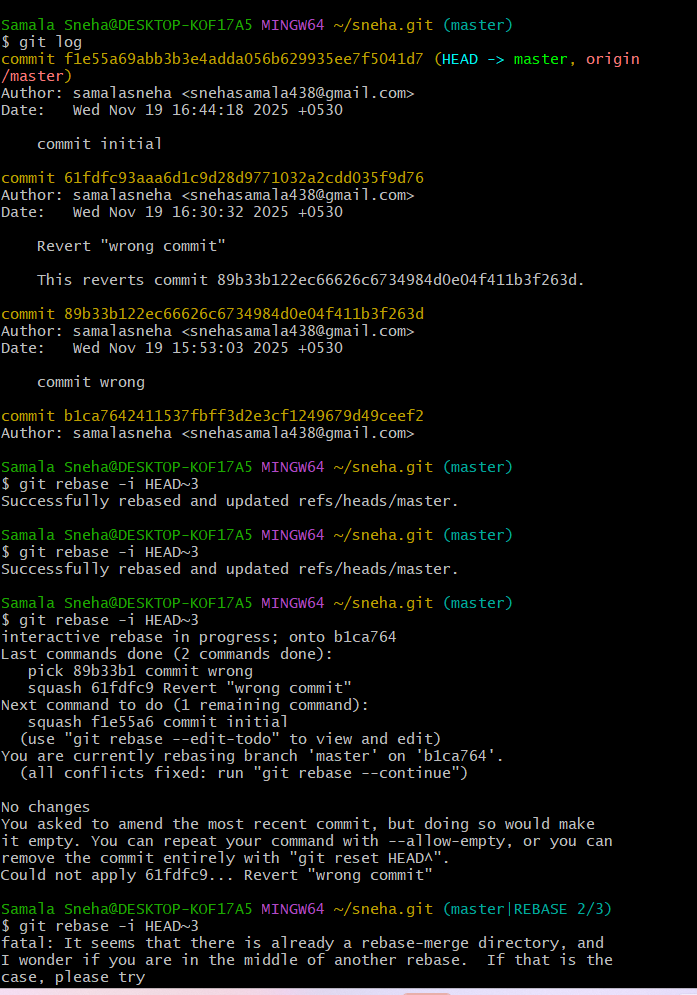 Samala Sneha@DESKTOP-KOF17A5 MINGW64 ~/sneha.git (master)
$ git log
commit f1e55a69abb3b3e4adda056b629935ee7f5041d7 (HEAD -> master, origin
/master)
Author: samalasneha <snehasamala438@gmail.com>
Date:   Wed Nov 19 16:44:18 2025 +0530

    commit initial

commit 61fdfc93aaa6d1c9d28d9771032a2cdd035f9d76
Author: samalasneha <snehasamala438@gmail.com>
Date:   Wed Nov 19 16:30:32 2025 +0530

    Revert "wrong commit"

    This reverts commit 89b33b122ec66626c6734984d0e04f411b3f263d.

commit 89b33b122ec66626c6734984d0e04f411b3f263d
Author: samalasneha <snehasamala438@gmail.com>
Date:   Wed Nov 19 15:53:03 2025 +0530

    commit wrong

commit b1ca7642411537fbff3d2e3cf1249679d49ceef2
Author: samalasneha <snehasamala438@gmail.com>

Samala Sneha@DESKTOP-KOF17A5 MINGW64 ~/sneha.git (master)
$ git rebase -i HEAD~3
Successfully rebased and updated refs/heads/master.

Samala Sneha@DESKTOP-KOF17A5 MINGW64 ~/sneha.git (master)
$ git rebase -i HEAD~3
Successfully rebased and updated refs/heads/master.

Samala Sneha@DESKTOP-KOF17A5 MINGW64 ~/sneha.git (master)
$ git rebase -i HEAD~3
interactive rebase in progress; onto b1ca764
Last commands done (2 commands done):
   pick 89b33b1 commit wrong
   squash 61fdfc9 Revert "wrong commit"
Next command to do (1 remaining command):
   squash f1e55a6 commit initial
  (use "git rebase --edit-todo" to view and edit)
You are currently rebasing branch 'master' on 'b1ca764'.
  (all conflicts fixed: run "git rebase --continue")

No changes
You asked to amend the most recent commit, but doing so would make
it empty. You can repeat your command with --allow-empty, or you can
remove the commit entirely with "git reset HEAD^".
Could not apply 61fdfc9... Revert "wrong commit"

Samala Sneha@DESKTOP-KOF17A5 MINGW64 ~/sneha.git (master|REBASE 2/3)
$ git rebase -i HEAD~3
fatal: It seems that there is already a rebase-merge directory, and
I wonder if you are in the middle of another rebase.  If that is the
case, please try